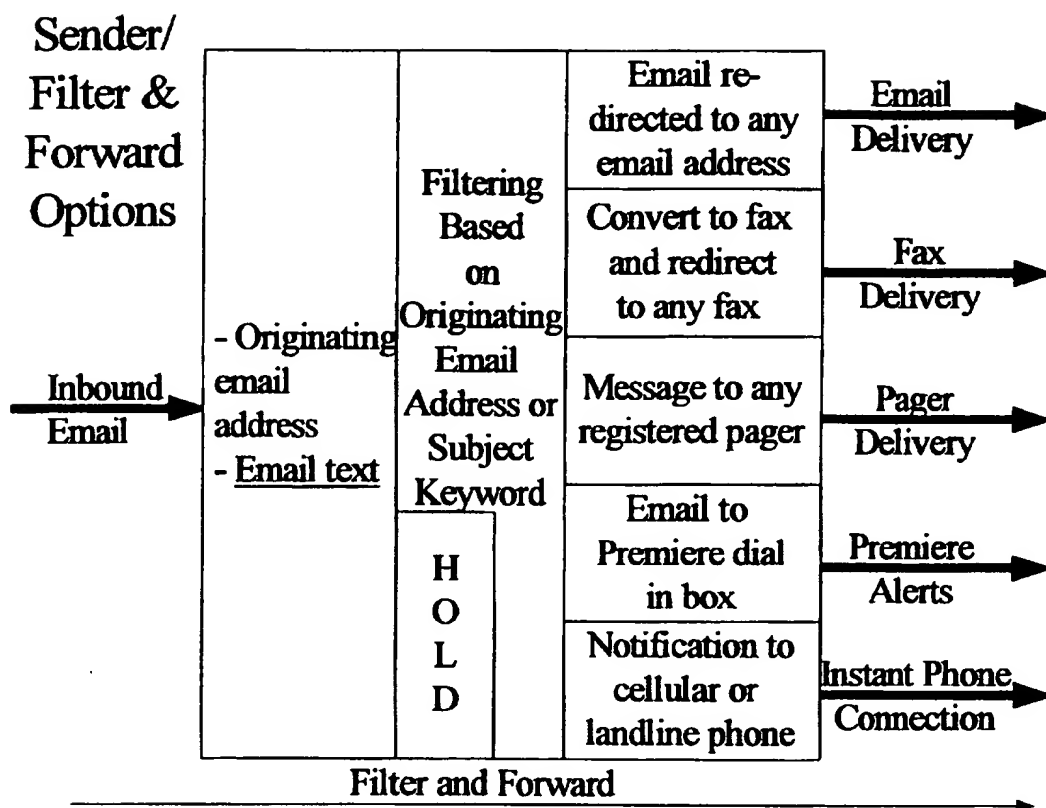 Sender/
Filter &
Forward
Options
Inbound
Email
- Originating
email
address
- Email text
Filtering
Based
on
Originating
Email
Address or
Subject
Keyword
H
O
L
D
Email re-
directed to any
email address
Convert to fax
and redirect
to any fax
Message to any
registered pager
Email to
Premiere dial
in box
Notification to
cellular or
landline phone
Email
Delivery
Fax
Delivery
Pager
Delivery
Premiere
Alerts
Instant Phone
Connection
Filter and Forward